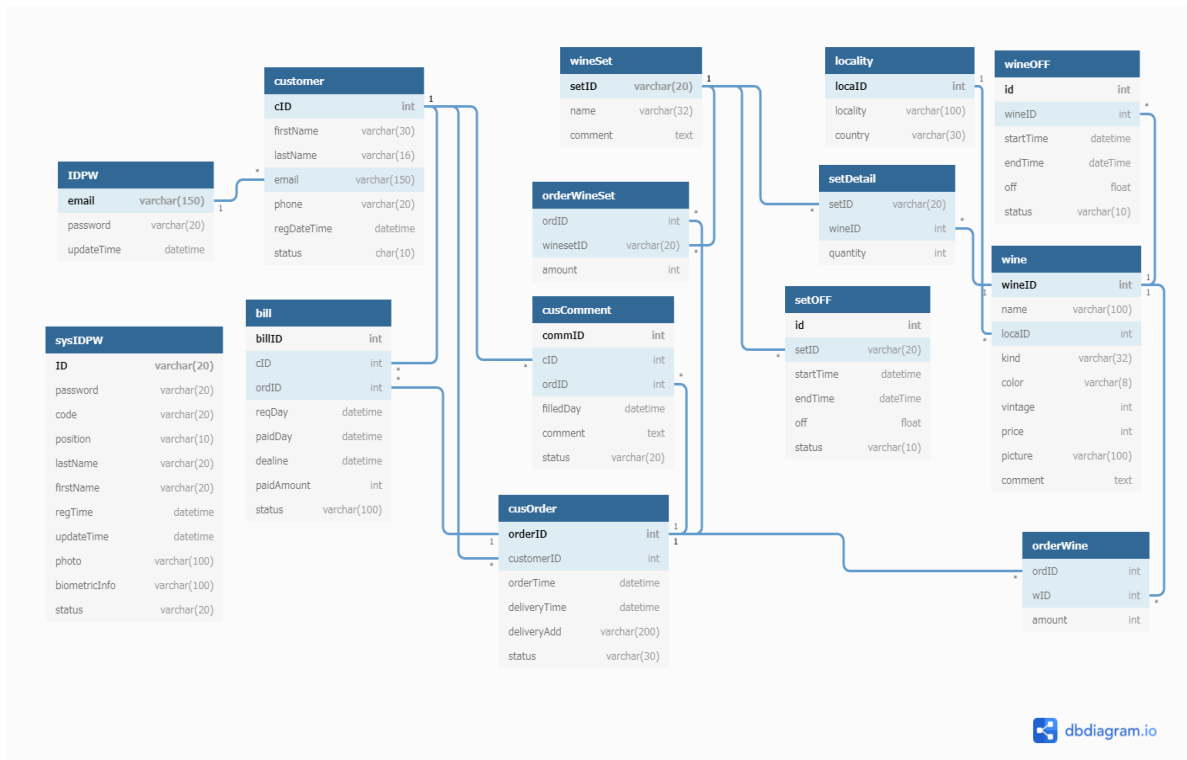 customer
cID int
firstName varchar(30)
lastName varchar(16)
email varchar(150)
phone varchar(20)
regDateTime datetime
status char(10)
1
*
IDPW
email varchar(150)
password varchar(20)
updateTime datetime
1
sysIDPW
ID varchar(20)
password varchar(20)
code varchar(20)
position varchar(10)
lastName varchar(20)
firstName varchar(20)
regTime datetime
updateTime datetime
photo varchar(100)
biometricInfo varchar(100)
status varchar(20)
bill
billID int
cID int
ordID int
reqDay datetime
paidDay datetime
dealine datetime
paidAmount int
status varchar(100)
*
*
wineSet
setID varchar(20)
name varchar(32)
comment text
1
orderWineSet
ordID int
winesetID varchar(20)
amount int
*
*
cusComment
commID int
cID int
ordID int
filledDay datetime
comment text
status varchar(20)
*
*
cusOrder
orderID int
customerID int
orderTime datetime
deliveryTime datetime
deliveryAdd varchar(200)
status varchar(30)
1
*
1
1
locality
locaID int
locality varchar(100)
country varchar(30)
1
setDetail
setID varchar(20)
wineID int
quantity int
*
*
setOFF
id int
setID varchar(20)
startTime datetime
endTime dateTime
off float
status varchar(10)
*
wineOFF
id int
wineID int
startTime datetime
endTime dateTime
off float
status varchar(10)
*
wine
wineID int
name varchar(100)
locaID int
kind varchar(32)
color varchar(8)
vintage int
price int
picture varchar(100)
comment text
1
*
1
1
orderWine
ordID int
wID int
amount int
*
*
dbdiagram.io